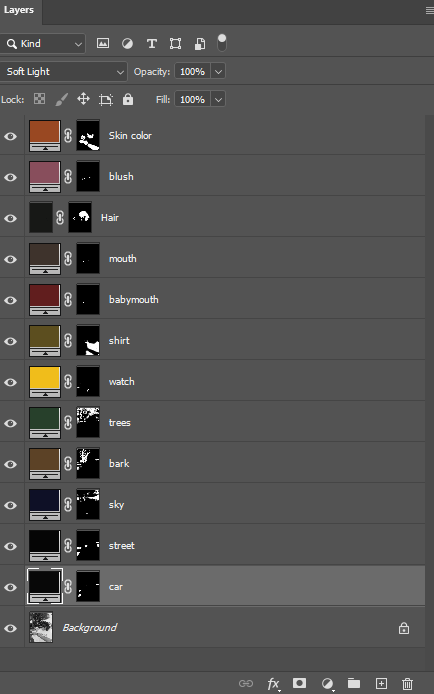 Layers
Kind
Soft Light
Opacity: 100%
Lock:
Fill: 100%
Skin color
blush
Hair
mouth
babymouth
shirt
watch
trees
bark
sky
street
car
Background
fx